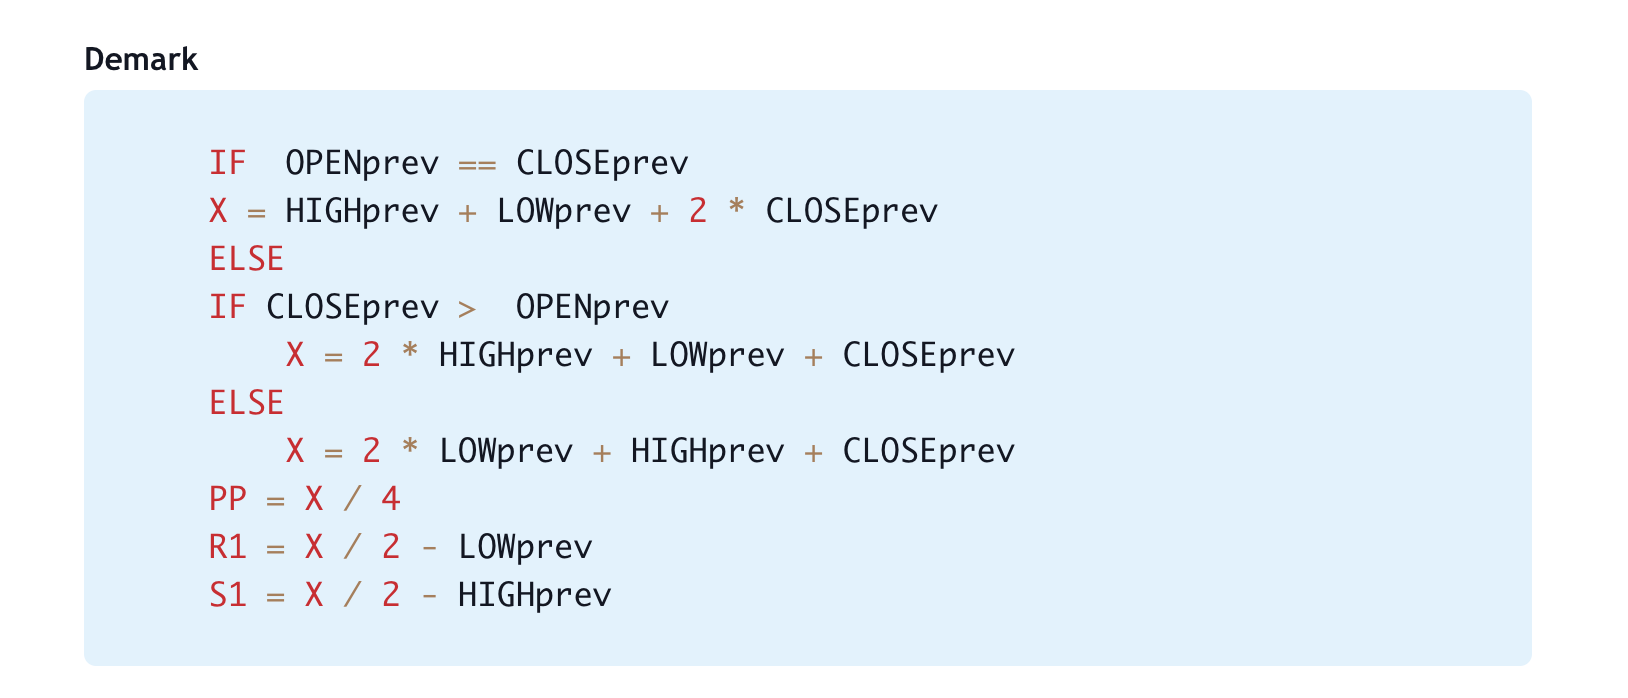 Demark
IF  OPENprev == CLOSEprev
X = HIGHprev + LOWprev + 2 * CLOSEprev
ELSE
IF CLOSEprev >  OPENprev
    X = 2 * HIGHprev + LOWprev + CLOSEprev
ELSE
    X = 2 * LOWprev + HIGHprev + CLOSEprev
PP = X / 4
R1 = X / 2 - LOWprev
S1 = X / 2 - HIGHprev